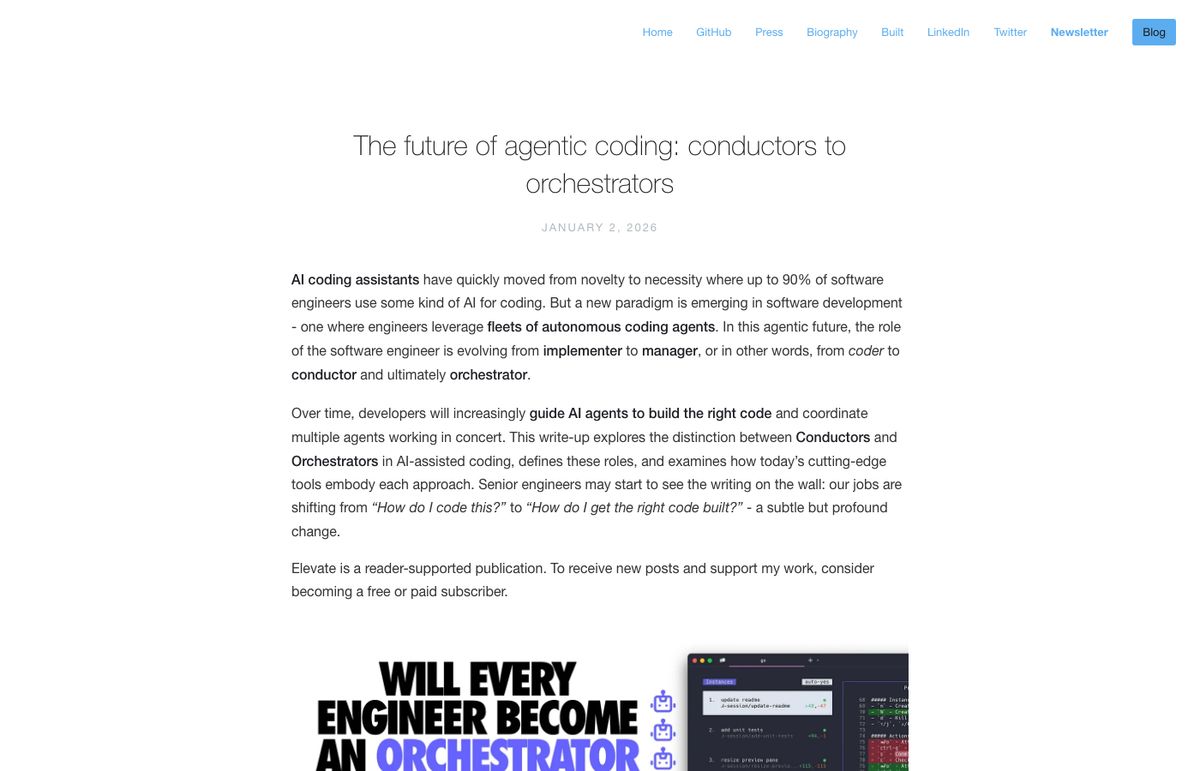 Home GitHub Press Biography Built LinkedIn Twitter Newsletter Blog
The future of agentic coding: conductors to
orchestrators
JANUARY 2, 2026
AI coding assistants have quickly moved from novelty to necessity where up to 90% of software
engineers use some kind of AI for coding. But a new paradigm is emerging in software development
- one where engineers leverage fleets of autonomous coding agents. In this agentic future, the role
of the software engineer is evolving from implementer to manager, or in other words, from coder to
conductor and ultimately orchestrator.
Over time, developers will increasingly guide AI agents to build the right code and coordinate
multiple agents working in concert. This write-up explores the distinction between Conductors and
Orchestrators in AI-assisted coding, defines these roles, and examines how today’s cutting-edge
tools embody each approach. Senior engineers may start to see the writing on the wall: our jobs are
shifting from “How do I code this?” to “How do I get the right code built?” - a subtle but profound
change.
Elevate is a reader-supported publication. To receive new posts and support my work, consider
becoming a free or paid subscriber.
WILL EVERY
ENGINEER BECOME
AN ORCHESTRATO
Instances auto-yes
1. update readme
2. add unit tests
3. resize preview pane